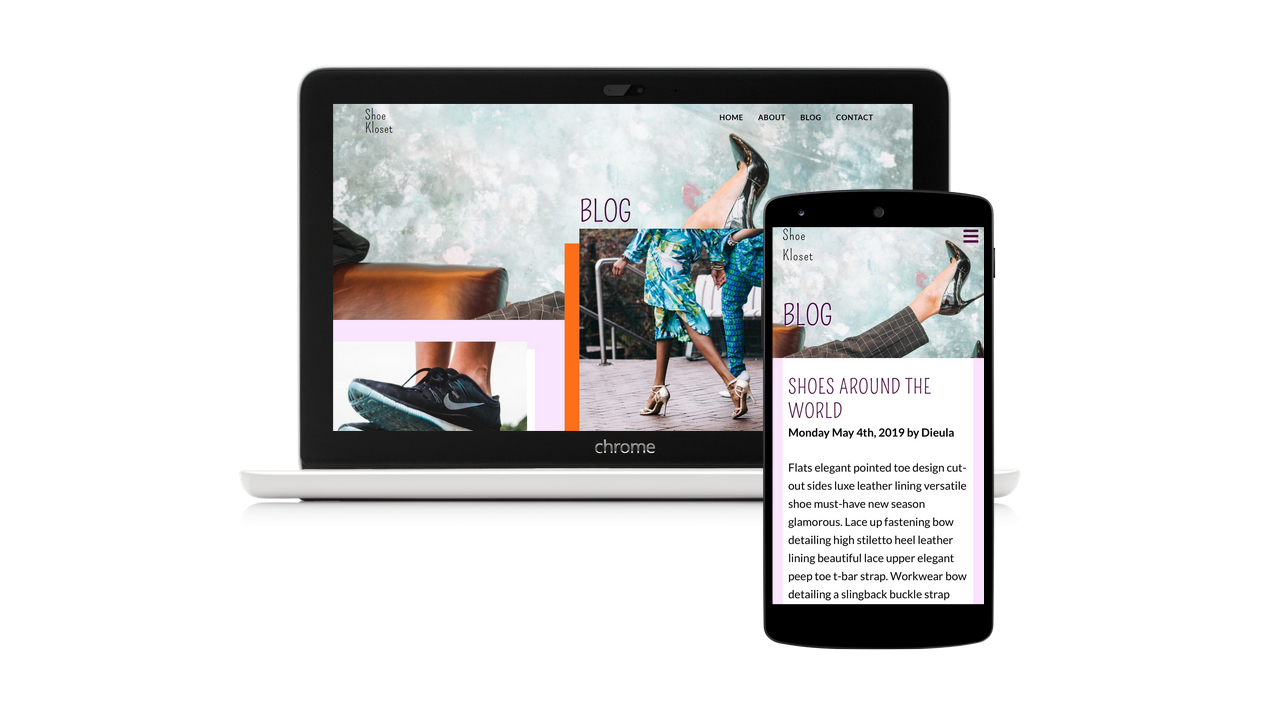 Shoe
Kloset
HOME ABOUT BLOG CONTACT
BLOG
chrome
Shoe
Kloset
BLOG
SHOES AROUND THE
WORLD
Monday May 4th, 2019 by Dieula
Flats elegant pointed toe design cut-
out sides luxe leather lining versatile
shoe must-have new season
glamorous. Lace up fastening bow
detailing high stiletto heel leather
lining beautiful lace upper elegant
peep toe t-bar strap. Workwear bow
detailing a slingback buckle strap